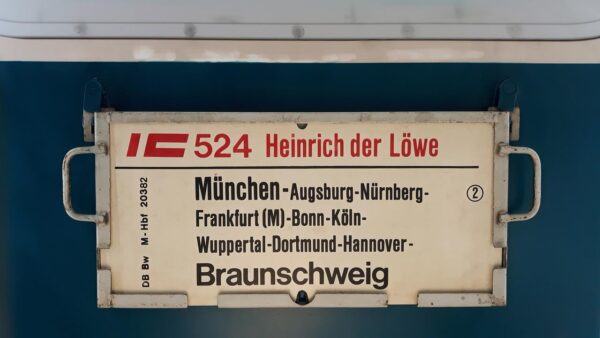 IC 524 Heinrich der Löwe
München-Augsburg-Nürnberg-
Frankfurt (M)-Bonn-Köln-
Wuppertal-Dortmund-Hannover-
Braunschweig
2
DB Bw M-Hbf 20382